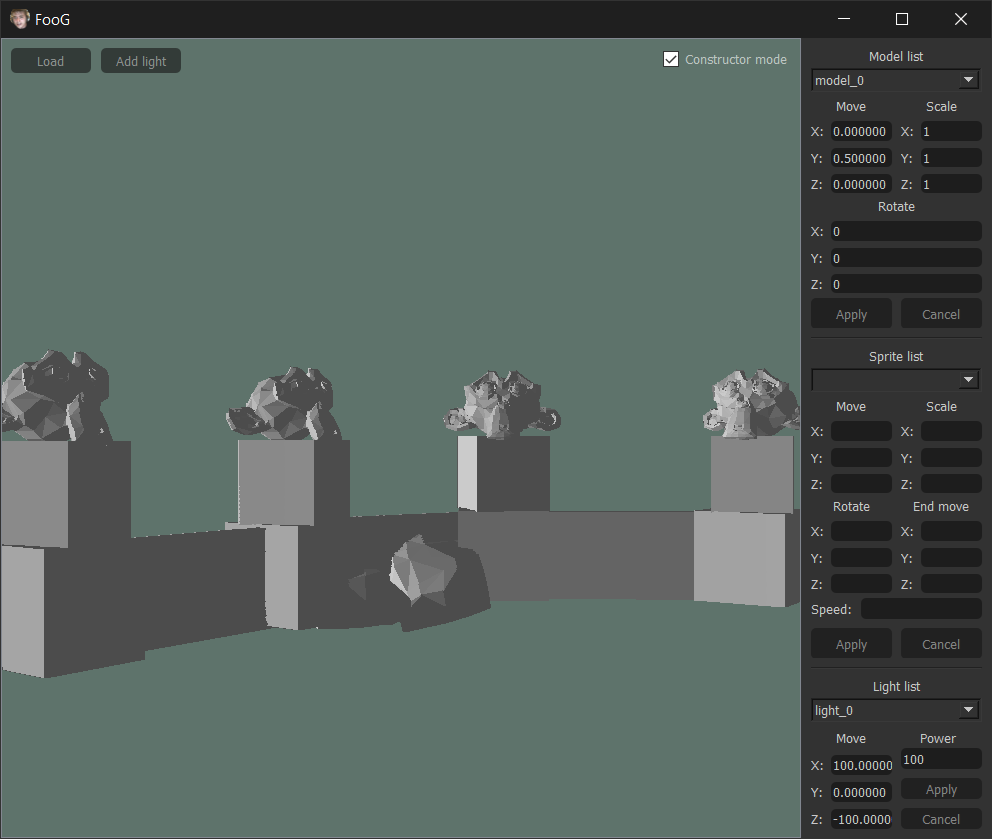 FooG
Load Add light Constructor mode
Model list
model_0
Move Scale
X: 0.000000 X: 1
Y: 0.500000 Y: 1
Z: 0.000000 Z: 1
Rotate
X: 0
Y: 0
Z: 0
Apply Cancel
Sprite list
Move Scale
X: X:
Y: Y:
Z: Z:
Rotate End move
X: X:
Y: Y:
Z: Z:
Speed:
Apply Cancel
Light list
light_0
Move Power
X: 100.00000 100
Y: 0.000000 Apply
Z: -100.0000 Cancel